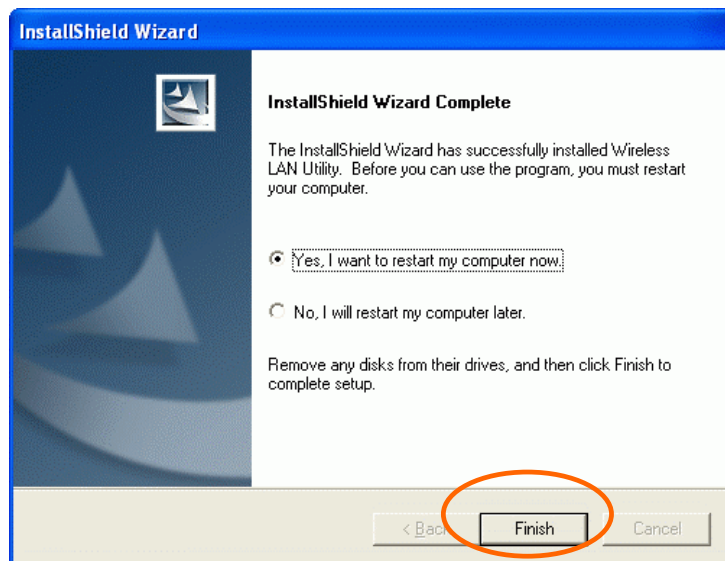 InstallShield Wizard
InstallShield Wizard Complete
The InstallShield Wizard has successfully installed Wireless
LAN Utility. Before you can use the program, you must restart
your computer.
Yes, I want to restart my computer now.
No, I will restart my computer later.
Remove any disks from their drives, and then click Finish to
complete setup.
< Back
Finish
Cancel